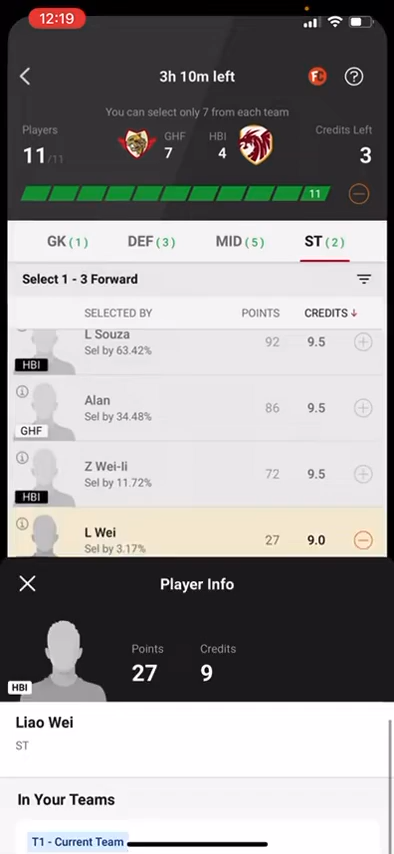 12:19
3h 10m left
FC
You can select only 7 from each team
Players
11/11
GHF
7
HBI
4
Credits Left
3
11
GK (1)
DEF (3)
MID (5)
ST (2)
Select 1 - 3 Forward
SELECTED BY
POINTS
CREDITS
L Souza
Sel by 63.42%
92
9.5
HBI
Alan
Sel by 34.48%
86
9.5
GHF
Z Wei-li
Sel by 11.72%
72
9.5
HBI
L Wei
Sel by 3.17%
27
9.0
Player Info
Points
27
Credits
9
HBI
Liao Wei
ST
In Your Teams
T1 - Current Team